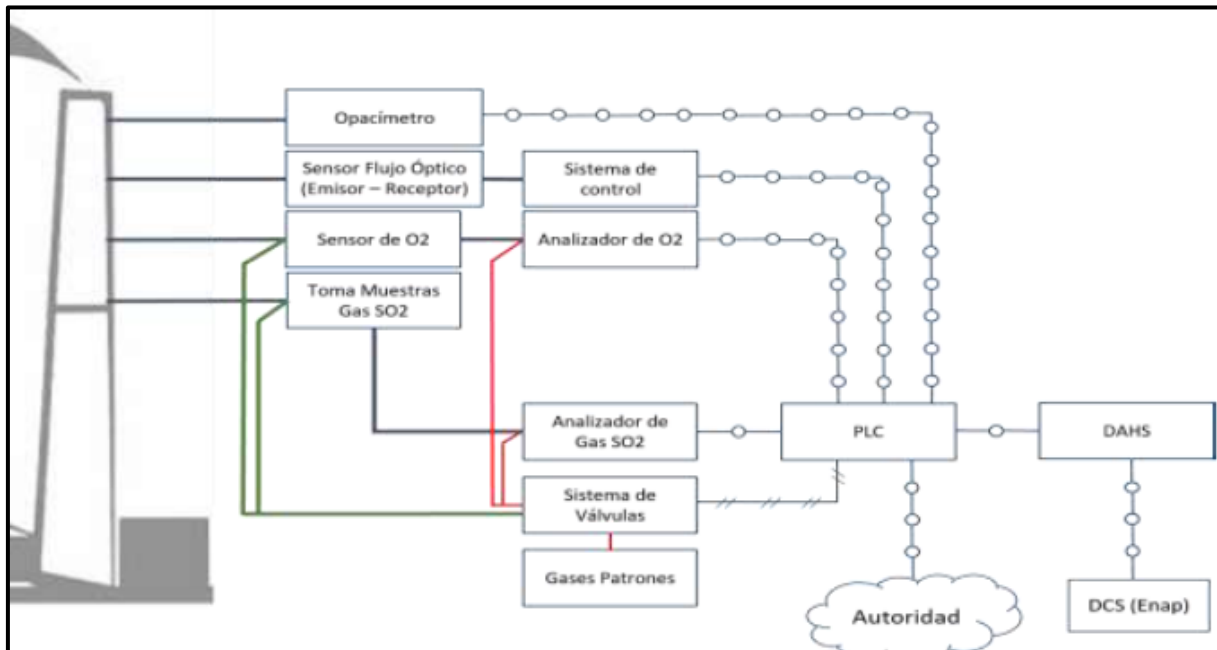 Opacímetro
Sensor Flujo Óptico
(Emisor – Receptor)
Sistema de
control
Sensor de O2
Analizador de O2
Toma Muestras
Gas SO2
Analizador de
Gas SO2
PLC
DAHS
Sistema de
Válvulas
Gases Patrones
Autoridad
DCS (Enap)